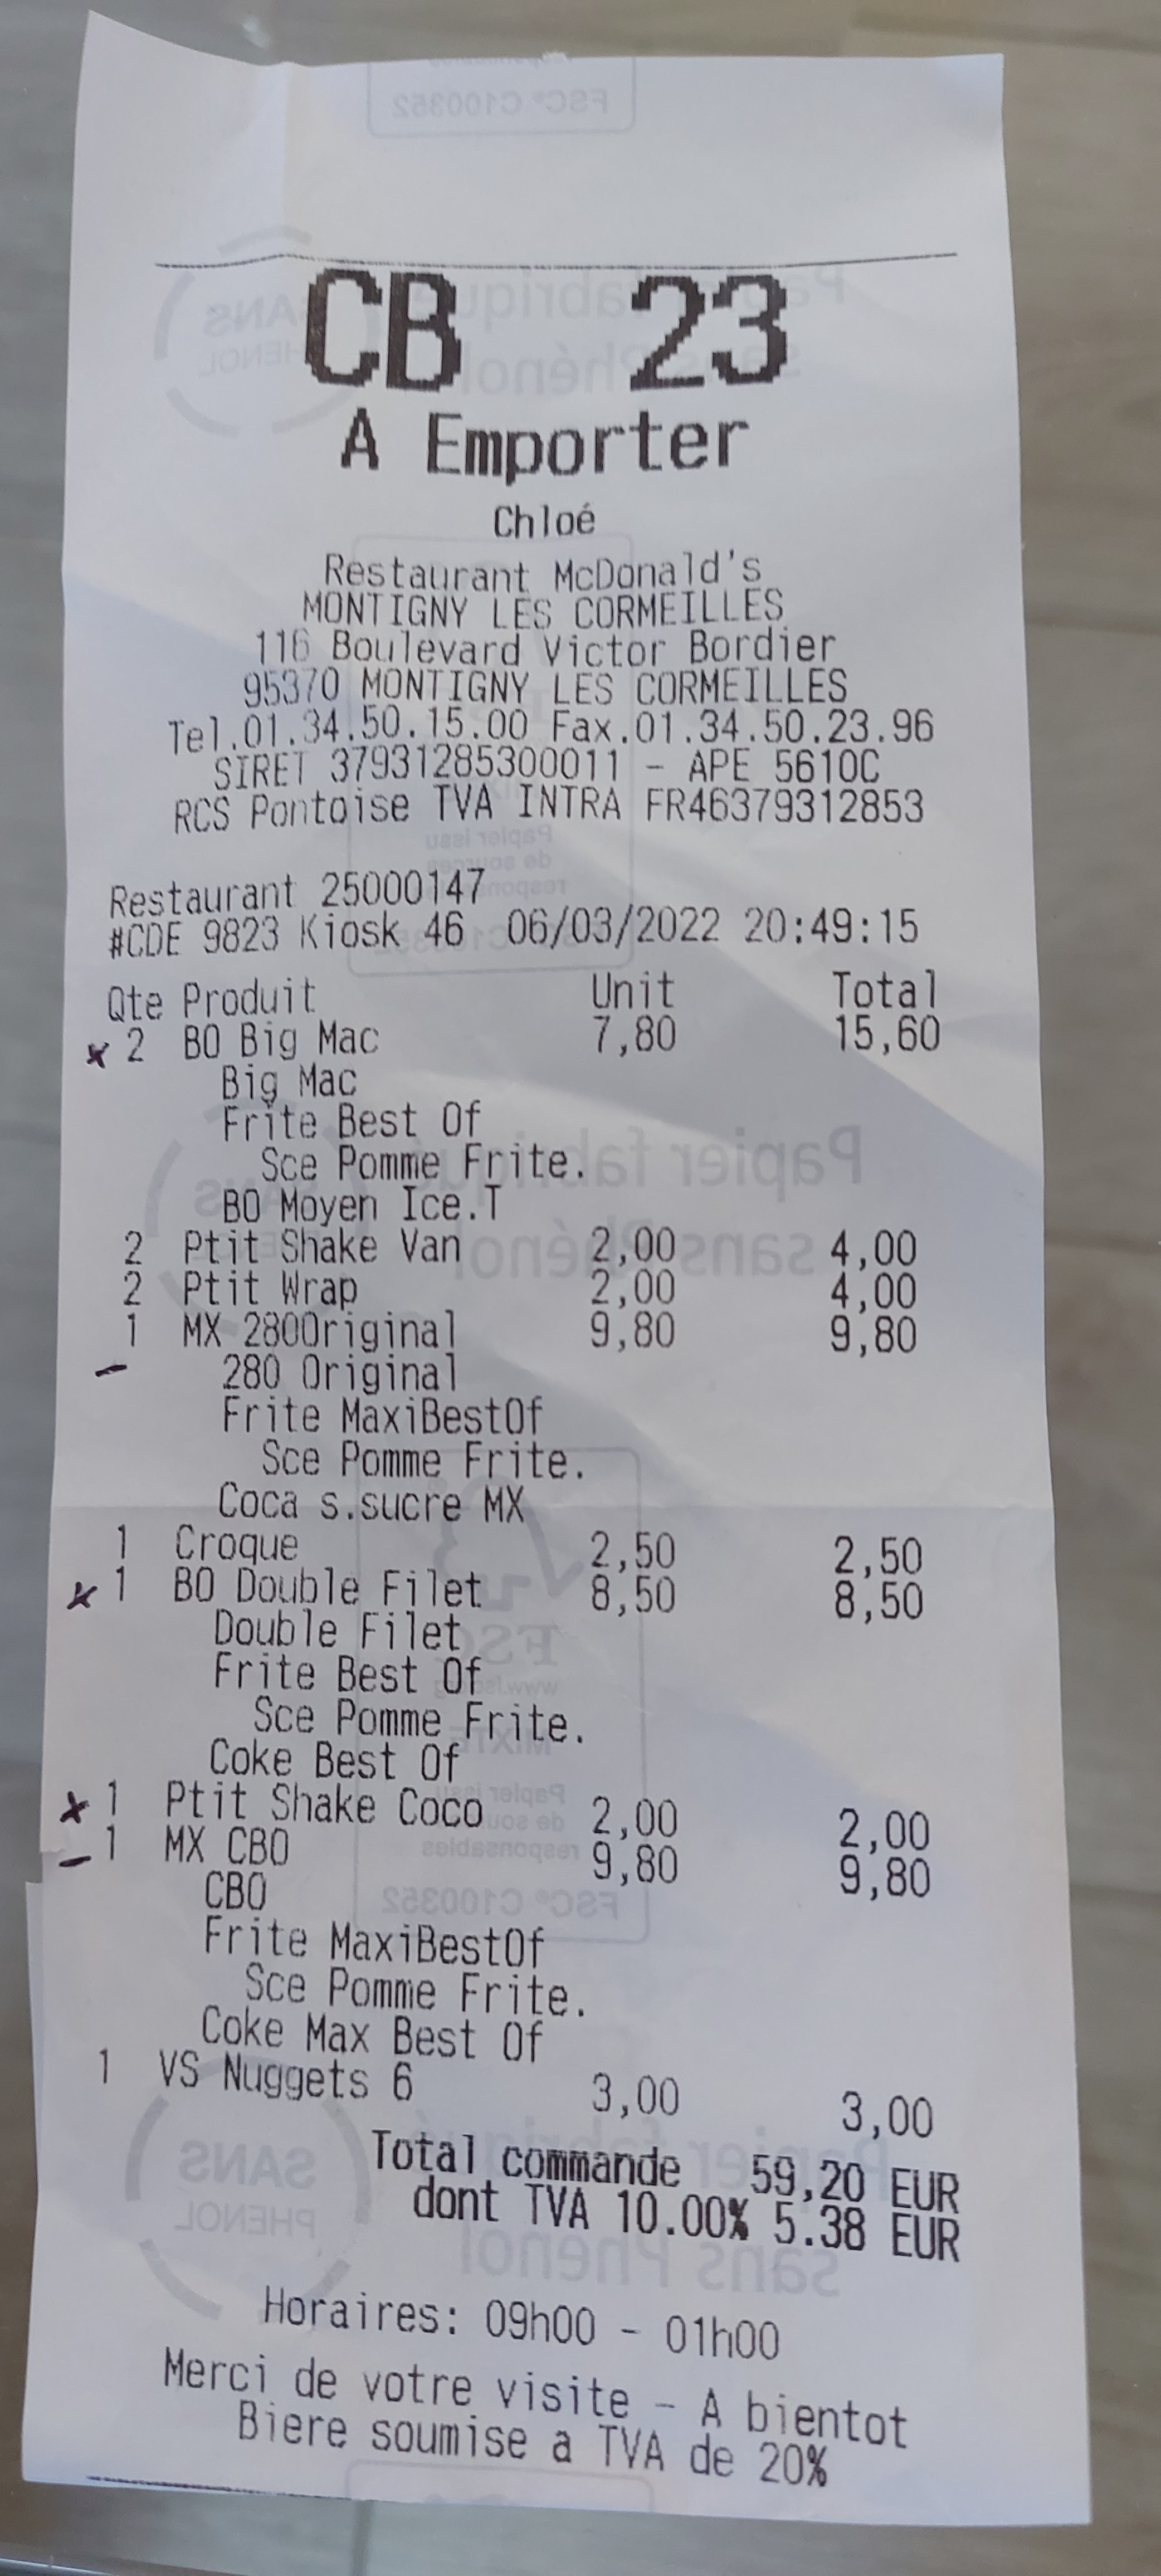 CB 23
A Emporter
Chloé
Restaurant McDonald's
MONTIGNY LES CORMEILLES
116 Boulevard Victor Bordier
95370 MONTIGNY LES CORMEILLES
Tel.01.34.50.15.00 Fax.01.34.50.23.96
SIRET 37931285300011 - APE 5610C
RCS Pontoise TVA INTRA FR46379312853
Restaurant 25000147
#CDE 9823 Kiosk 46 06/03/2022 20:49:15
Qte Produit Unit Total
x 2 BO Big Mac 7,80 15,60
Big Mac
Frite Best Of
Sce Pomme Frite.
BO Moyen Ice.T
2 Ptit Shake Van 2,00 4,00
2 Ptit Wrap 2,00 4,00
1 MX 280Original 9,80 9,80
- 280 Original
Frite MaxiBestOf
Sce Pomme Frite.
Coca s.sucre MX
1 Croque 2,50 2,50
x 1 BO Double Filet 8,50 8,50
Double Filet
Frite Best Of
Sce Pomme Frite.
Coke Best Of
x 1 Ptit Shake Coco 2,00 2,00
- 1 MX CBO 9,80 9,80
CBO
Frite MaxiBestOf
Sce Pomme Frite.
Coke Max Best Of
1 VS Nuggets 6 3,00 3,00
Total commande 59,20 EUR
dont TVA 10.00% 5.38 EUR
Horaires: 09h00 - 01h00
Merci de votre visite - A bientot
Biere soumise a TVA de 20%